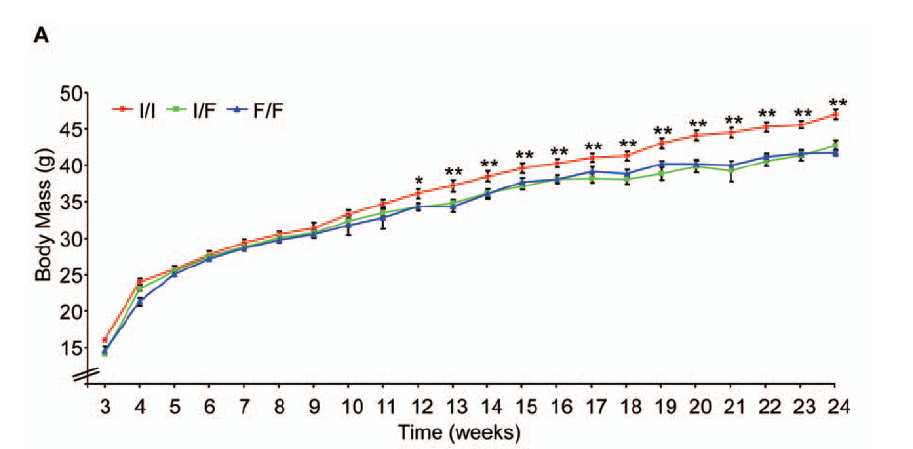 A
50
I/I I/F F/F
45
40
35
30
25
20
15
Body Mass (g)
* ** ** ** ** ** ** ** ** ** ** ** **
3 4 5 6 7 8 9 10 11 12 13 14 15 16 17 18 19 20 21 22 23 24
Time (weeks)